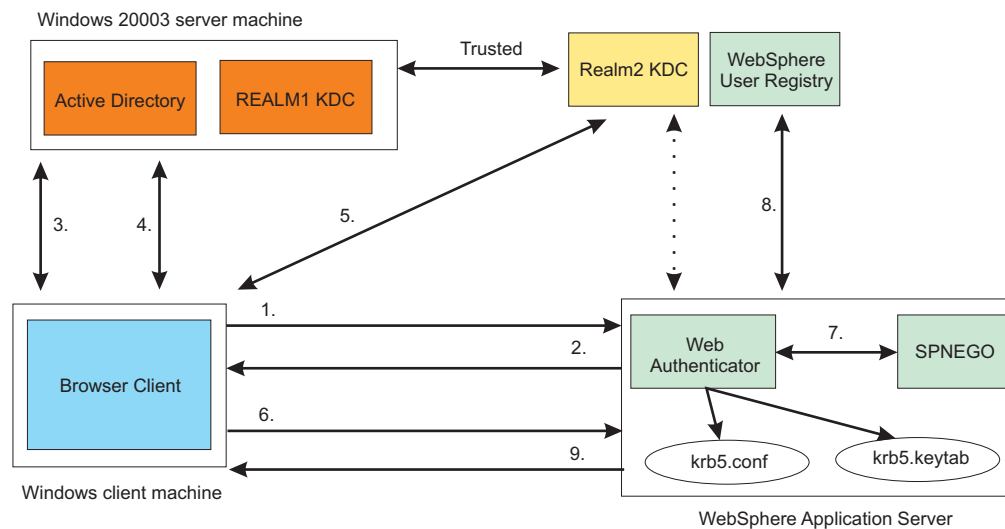 Windows 20003 server machine
Active Directory
REALM1 KDC
Trusted
Realm2 KDC
WebSphere
User Registry
3.
4.
5.
8.
1.
2.
6.
9.
7.
Browser Client
Windows client machine
Web
Authenticator
SPNEGO
krb5.conf
krb5.keytab
WebSphere Application Server